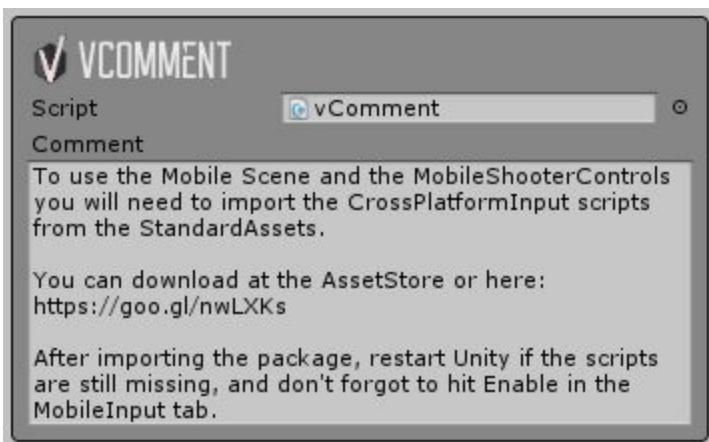 VCOMMENT
Script vComment
Comment
To use the Mobile Scene and the MobileShooterControls
you will need to import the CrossPlatformInput scripts
from the StandardAssets.
You can download at the AssetStore or here:
https://goo.gl/nwLXKs
After importing the package, restart Unity if the scripts
are still missing, and don't forgot to hit Enable in the
MobileInput tab.